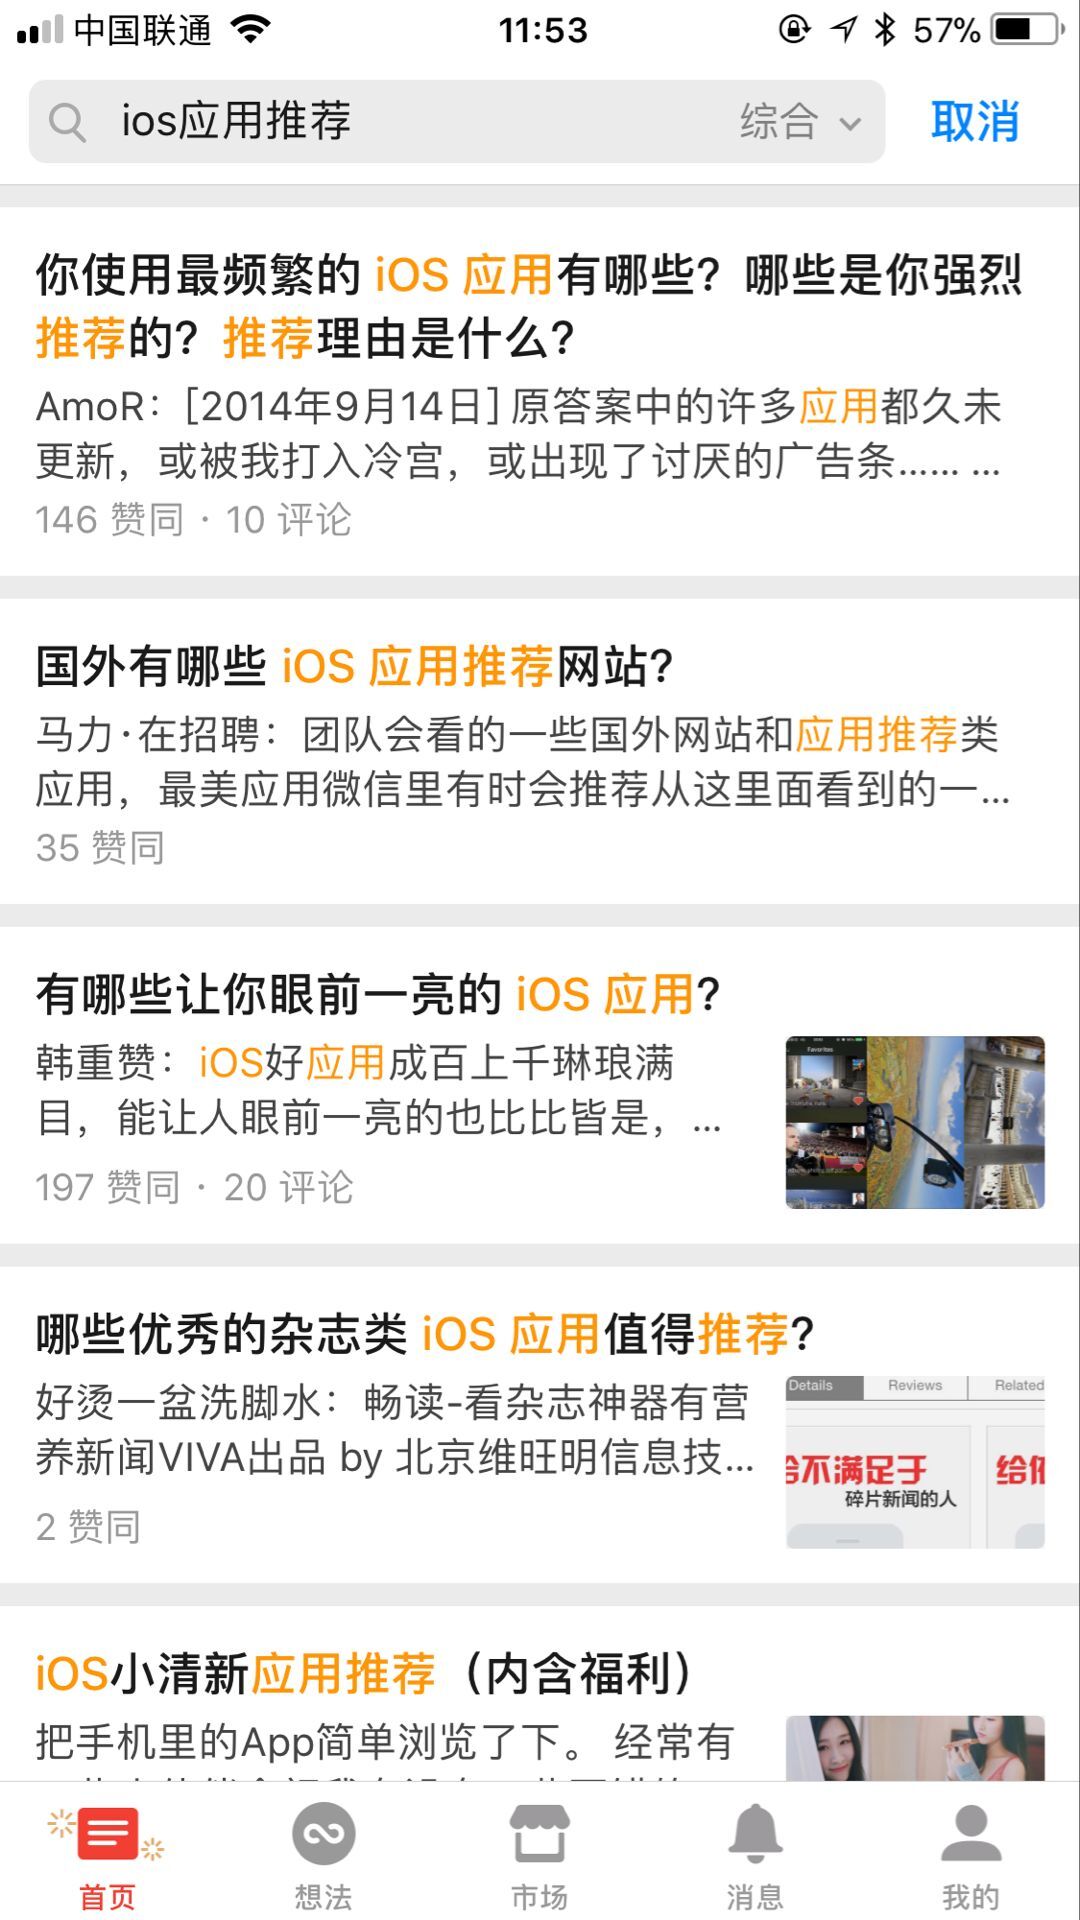 中国联通
11:53
57%
ios应用推荐
综合
取消
你使用最频繁的 iOS 应用有哪些？哪些是你强烈
推荐的？推荐理由是什么？
AmoR：[2014年9月14日] 原答案中的许多应用都久未
更新，或被我打入冷宫，或出现了讨厌的广告条…… ...
146 赞同 · 10 评论
国外有哪些 iOS 应用推荐网站？
马力·在招聘：团队会看的一些国外网站和应用推荐类
应用，最美应用微信里有时会推荐从这里面看到的一...
35 赞同
有哪些让你眼前一亮的 iOS 应用？
韩重赞：iOS好应用成百上千琳琅满
目，能让人眼前一亮的也比比皆是，...
197 赞同 · 20 评论
Favorites
哪些优秀的杂志类 iOS 应用值得推荐？
好烫一盆洗脚水：畅读-看杂志神器有营
养新闻VIVA出品 by 北京维旺明信息技...
2 赞同
Details
Reviews
Related
不满足于
碎片新闻的人
给
iOS小清新应用推荐（内含福利）
把手机里的App简单浏览了下。 经常有
首页
想法
市场
消息
我的